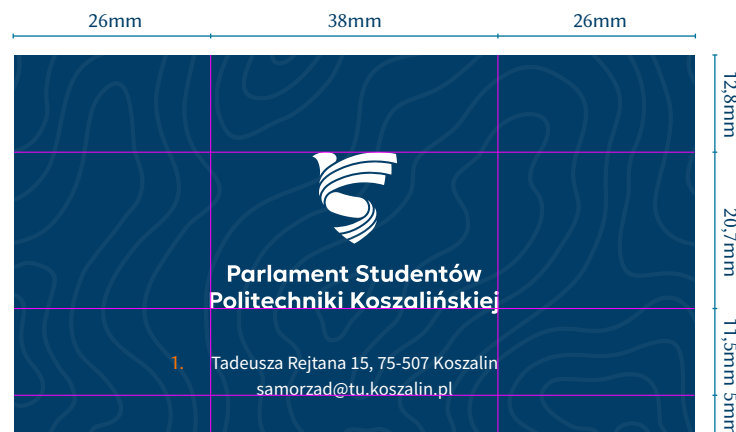 26mm 38mm 26mm
12,8mm
20,7mm
Parlament Studentów
Politechniki Koszalińskiej
11,5mm
1. Tadeusza Rejtana 15, 75-507 Koszalin
samorzad@tu.koszalin.pl
5mm